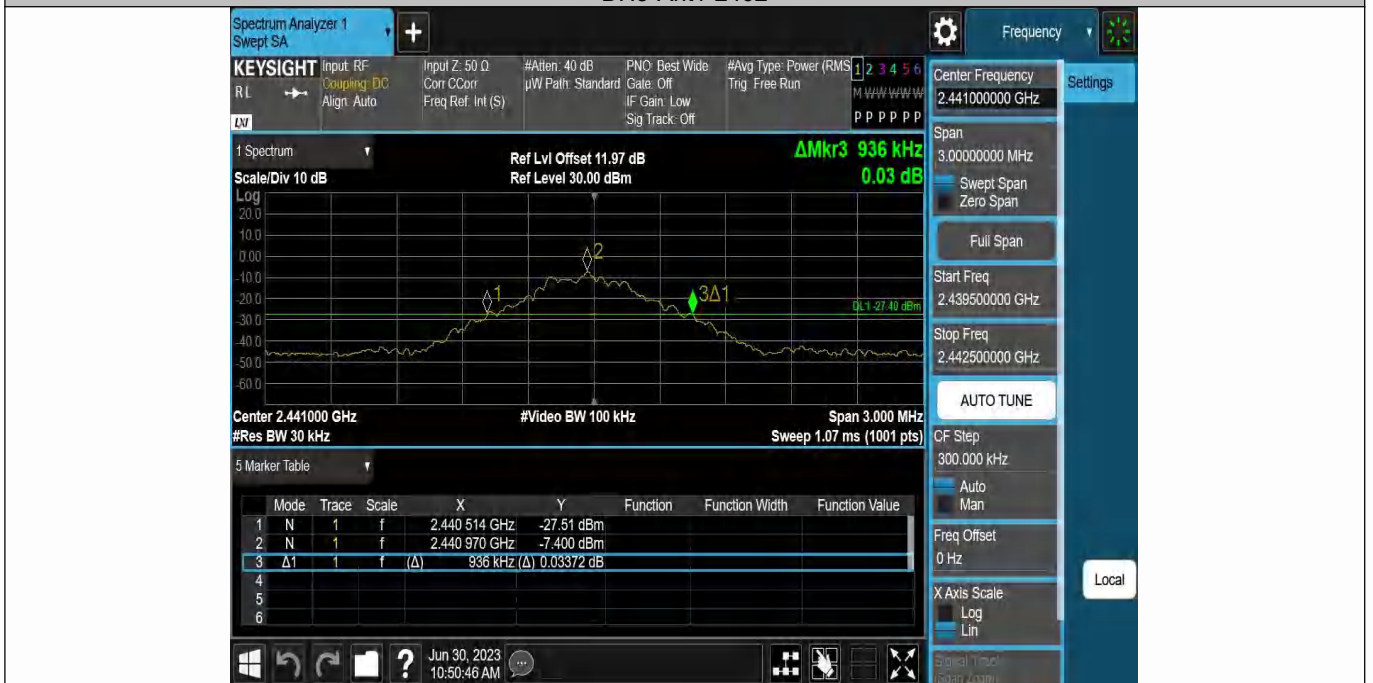 Spectrum Analyzer 1
Swept SA
+
Frequency
KEYSIGHT
RL
LXI
Input: RF
Coupling: DC
Align: Auto
Input Z: 50 Ω
Corr CCorr
Freq Ref: Int (S)
#Atten: 40 dB
µW Path: Standard
PNO: Best Wide
Gate: Off
IF Gain: Low
Sig Track: Off
#Avg Type: Power (RMS
Trig: Free Run
1 2 3 4 5 6
M W W W W W
P P P P P P
1 Spectrum
Scale/Div 10 dB
Ref Lvl Offset 11.97 dB
Ref Level 30.00 dBm
ΔMkr3 936 kHz
0.03 dB
Log
20.0
10.0
0.00
-10.0
-20.0
-30.0
-40.0
-50.0
-60.0
2
1
3Δ1
DL1 -27.40 dBm
Center 2.441000 GHz
#Video BW 100 kHz
Span 3.000 MHz
#Res BW 30 kHz
Sweep 1.07 ms (1001 pts)
5 Marker Table
Mode Trace Scale X Y Function Function Width Function Value
1 N 1 f 2.440 514 GHz -27.51 dBm
2 N 1 f 2.440 970 GHz -7.400 dBm
3 Δ1 1 f (Δ) 936 kHz (Δ) 0.03372 dB
4
5
6
?
Jun 30, 2023
10:50:46 AM
Center Frequency
2.441000000 GHz
Settings
Span
3.00000000 MHz
Swept Span
Zero Span
Full Span
Start Freq
2.439500000 GHz
Stop Freq
2.442500000 GHz
AUTO TUNE
CF Step
300.000 kHz
Auto
Man
Freq Offset
0 Hz
Local
X Axis Scale
Log
Lin
Signal Track
(Span Zoom)